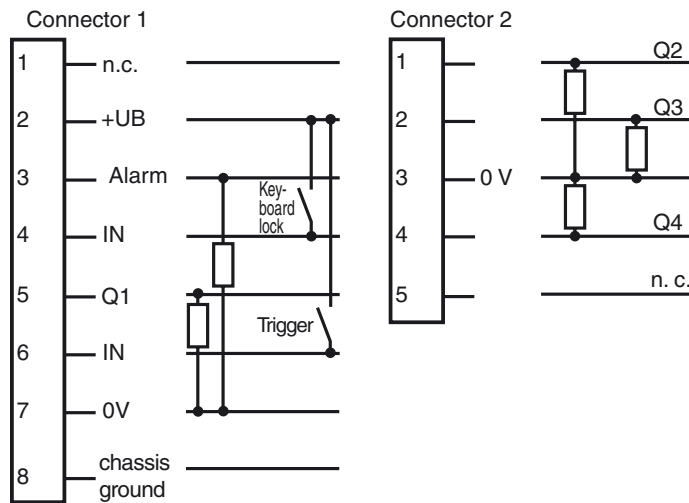 Connector 1
1 n.c.
2 +UB
3 Alarm
4 IN
5 Q1
6 IN
7 0V
8 chassis
ground
Key-
board
lock
Trigger
Connector 2
1 Q2
2 Q3
3 0 V
4 Q4
5 n. c.